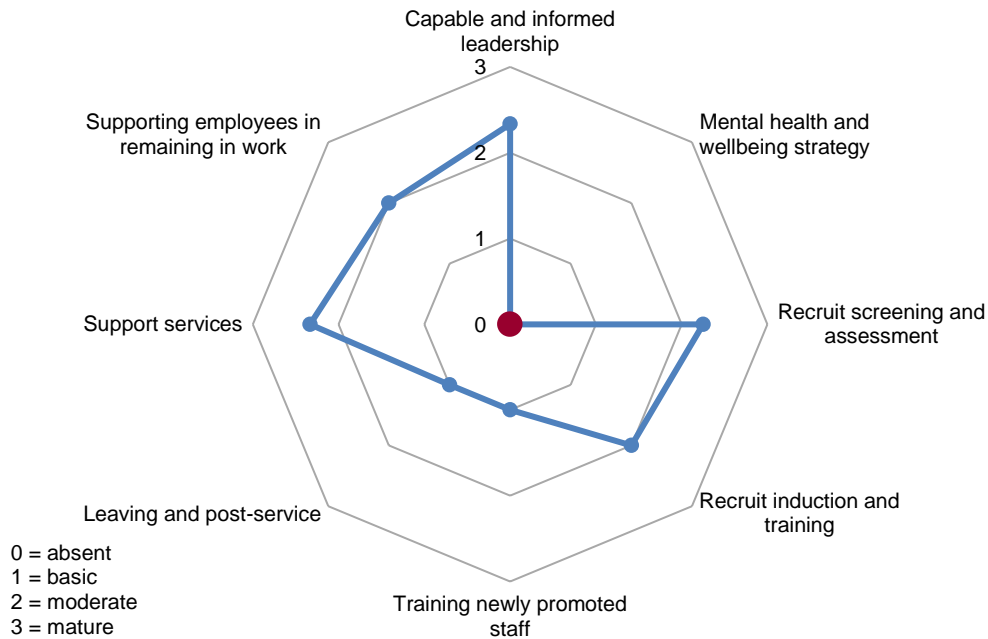 Capable and informed
leadership
3
Supporting employees in
remaining in work
Mental health and
wellbeing strategy
2
1
Support services
0
Recruit screening and
assessment
Leaving and post-service
Recruit induction and
training
0 = absent
1 = basic
2 = moderate
3 = mature
Training newly promoted
staff